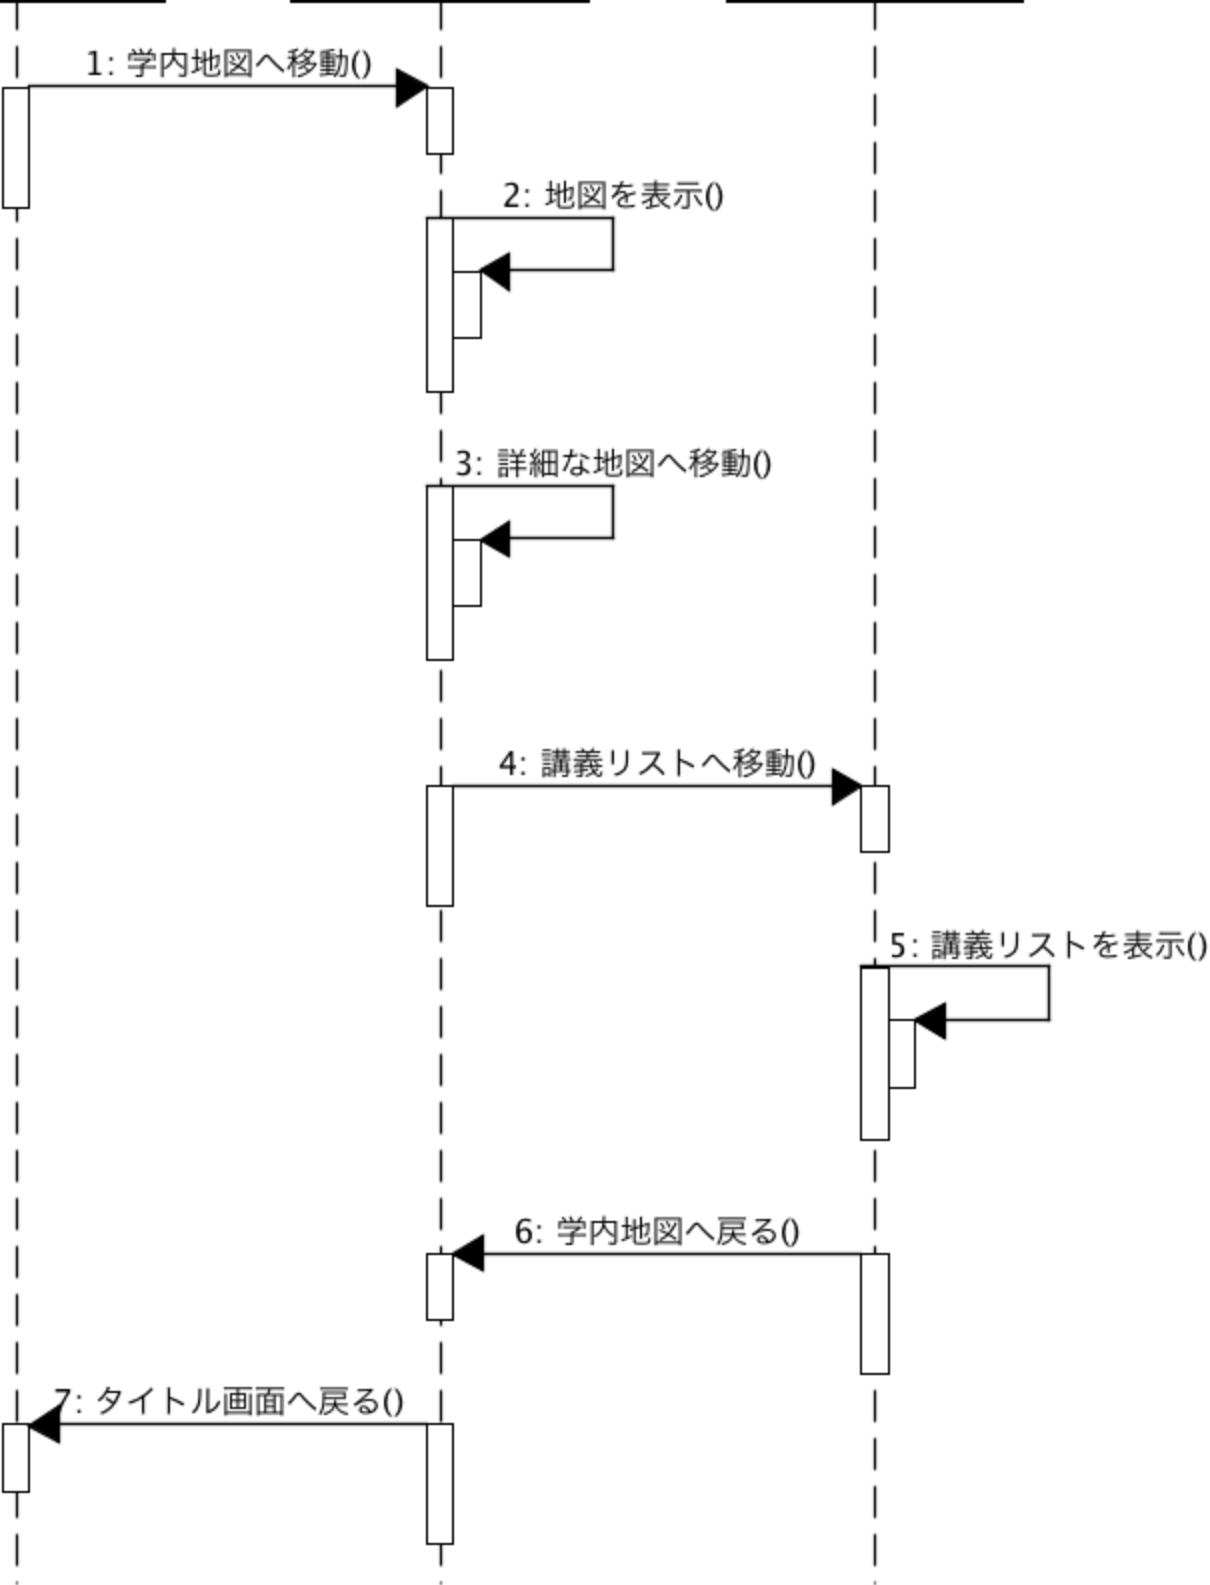 1: 学内地図へ移動()
2: 地図を表示()
3: 詳細な地図へ移動()
4: 講義リストへ移動()
5: 講義リストを表示()
6: 学内地図へ戻る()
7: タイトル画面へ戻る()